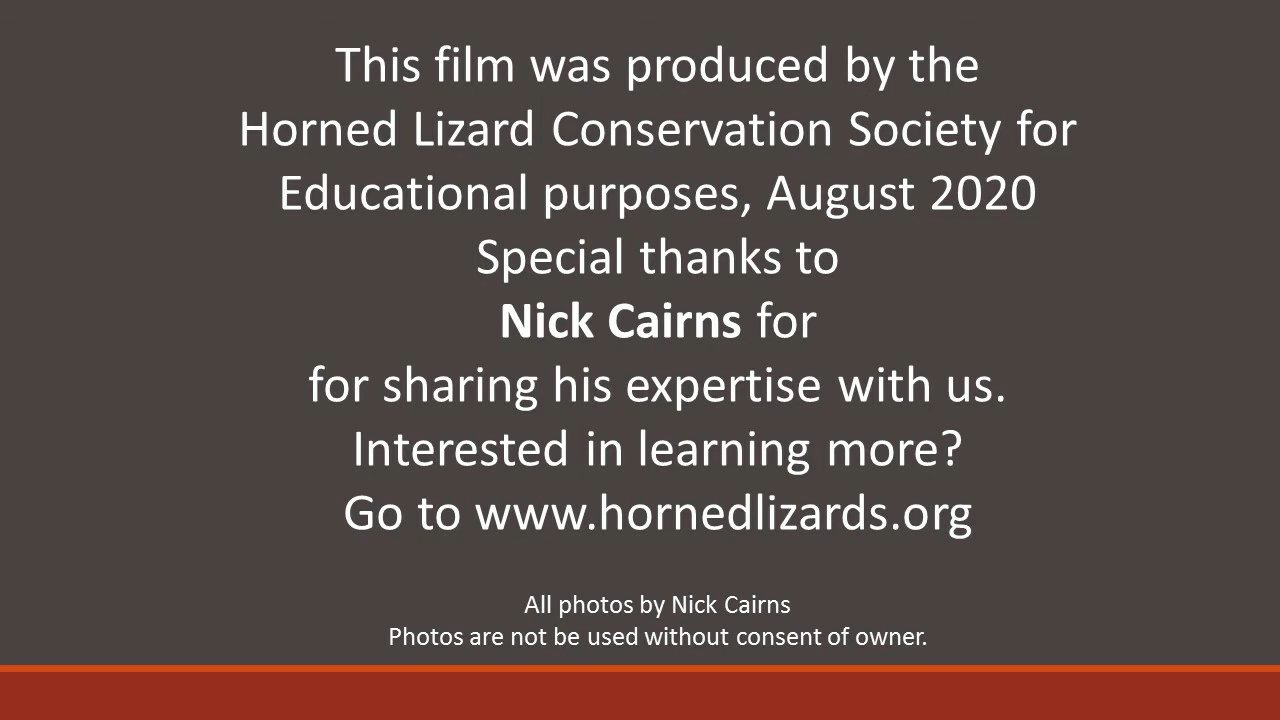 This film was produced by the
Horned Lizard Conservation Society for
Educational purposes, August 2020
Special thanks to
Nick Cairns for
for sharing his expertise with us.
Interested in learning more?
Go to www.hornedlizards.org
All photos by Nick Cairns
Photos are not be used without consent of owner.